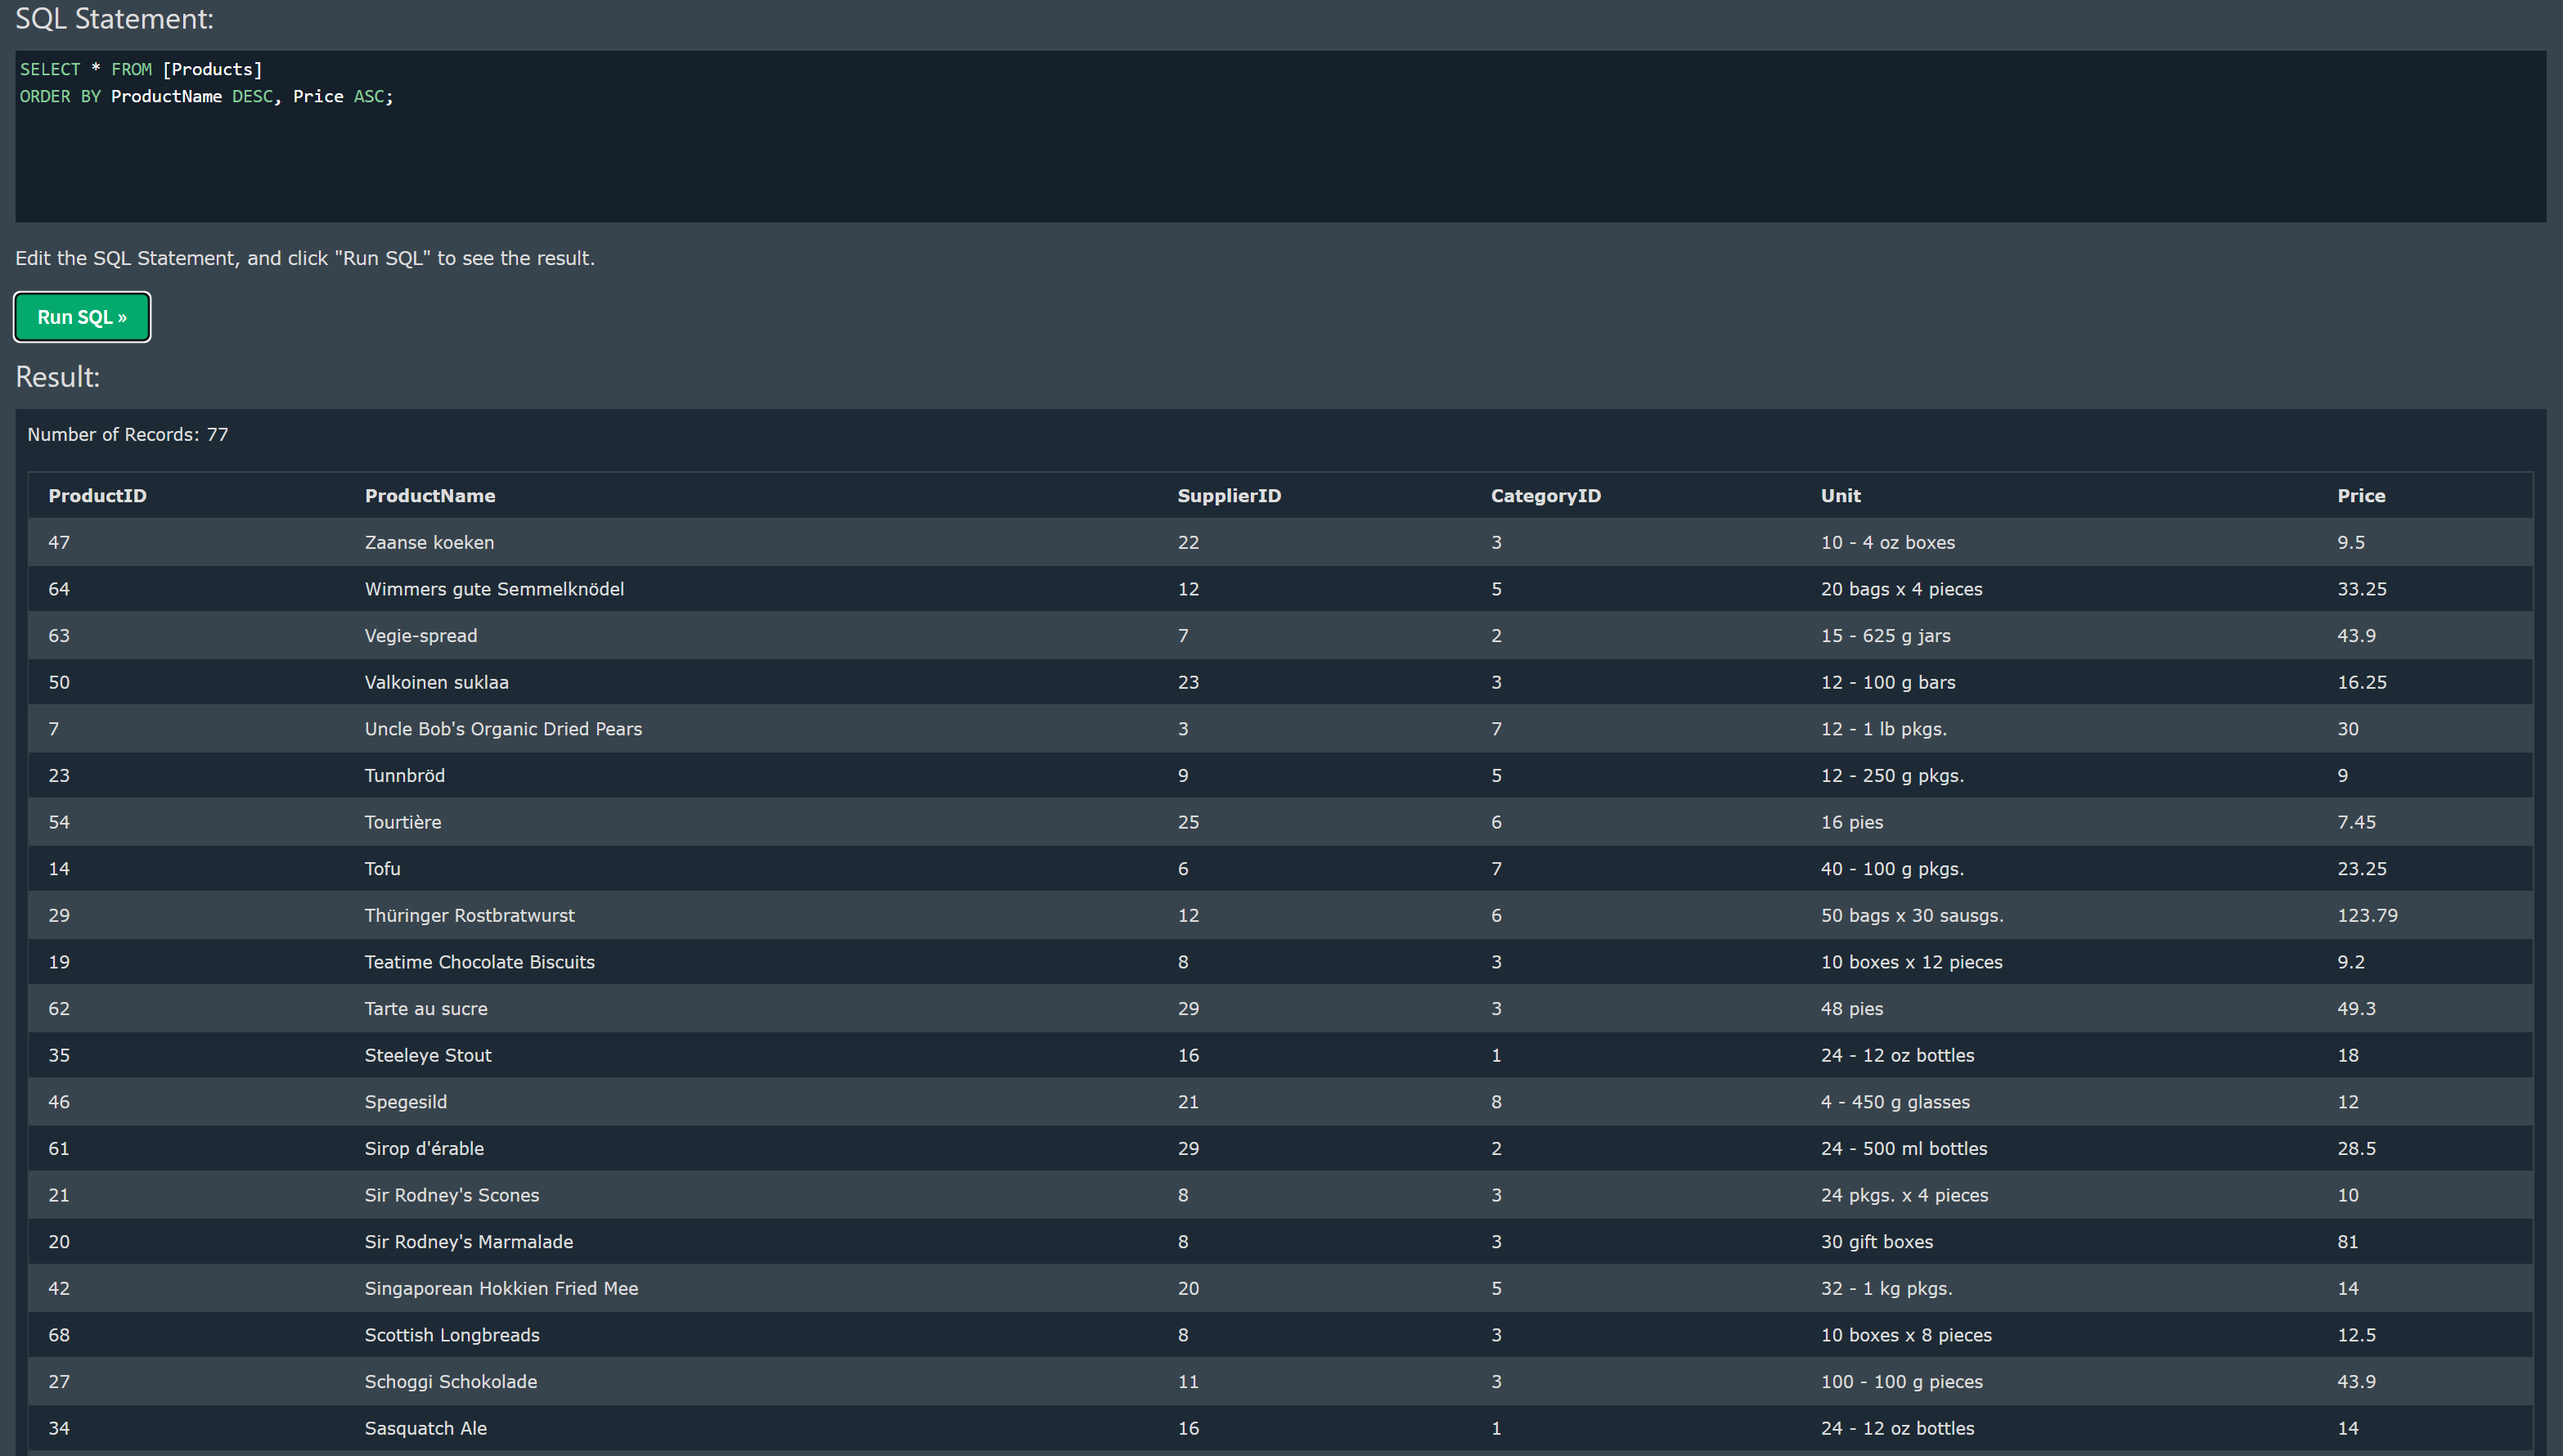 SQL Statement:
SELECT * FROM [Products]
ORDER BY ProductName DESC, Price ASC;
Edit the SQL Statement, and click "Run SQL" to see the result.
Run SQL »
Result:
Number of Records: 77
ProductID ProductName SupplierID CategoryID Unit Price
47 Zaanse koeken 22 3 10 - 4 oz boxes 9.5
64 Wimmers gute Semmelknödel 12 5 20 bags x 4 pieces 33.25
63 Vegie-spread 7 2 15 - 625 g jars 43.9
50 Valkoinen suklaa 23 3 12 - 100 g bars 16.25
7 Uncle Bob's Organic Dried Pears 3 7 12 - 1 lb pkgs. 30
23 Tunnbröd 9 5 12 - 250 g pkgs. 9
54 Tourtière 25 6 16 pies 7.45
14 Tofu 6 7 40 - 100 g pkgs. 23.25
29 Thüringer Rostbratwurst 12 6 50 bags x 30 sausgs. 123.79
19 Teatime Chocolate Biscuits 8 3 10 boxes x 12 pieces 9.2
62 Tarte au sucre 29 3 48 pies 49.3
35 Steeleye Stout 16 1 24 - 12 oz bottles 18
46 Spegesild 21 8 4 - 450 g glasses 12
61 Sirop d'érable 29 2 24 - 500 ml bottles 28.5
21 Sir Rodney's Scones 8 3 24 pkgs. x 4 pieces 10
20 Sir Rodney's Marmalade 8 3 30 gift boxes 81
42 Singaporean Hokkien Fried Mee 20 5 32 - 1 kg pkgs. 14
68 Scottish Longbreads 8 3 10 boxes x 8 pieces 12.5
27 Schoggi Schokolade 11 3 100 - 100 g pieces 43.9
34 Sasquatch Ale 16 1 24 - 12 oz bottles 14